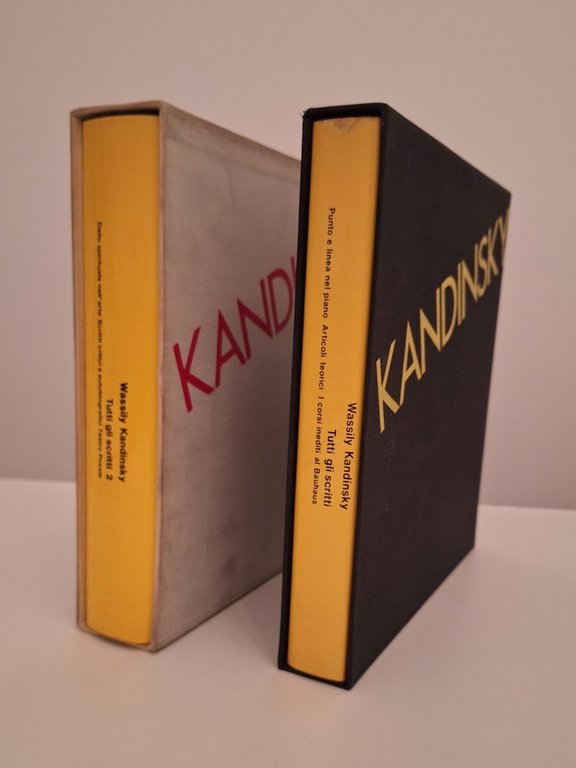 Wassily Kandinsky
Tutti gli scritti 2
Dello spirituale nell'arte Scritti critici e autobiografici Teatro Poesie
KANDI
Wassily Kandinsky
Tutti gli scritti
Punto e linea nel piano Articoli teorici I corsi inediti al Bauhaus
KANDINSKY